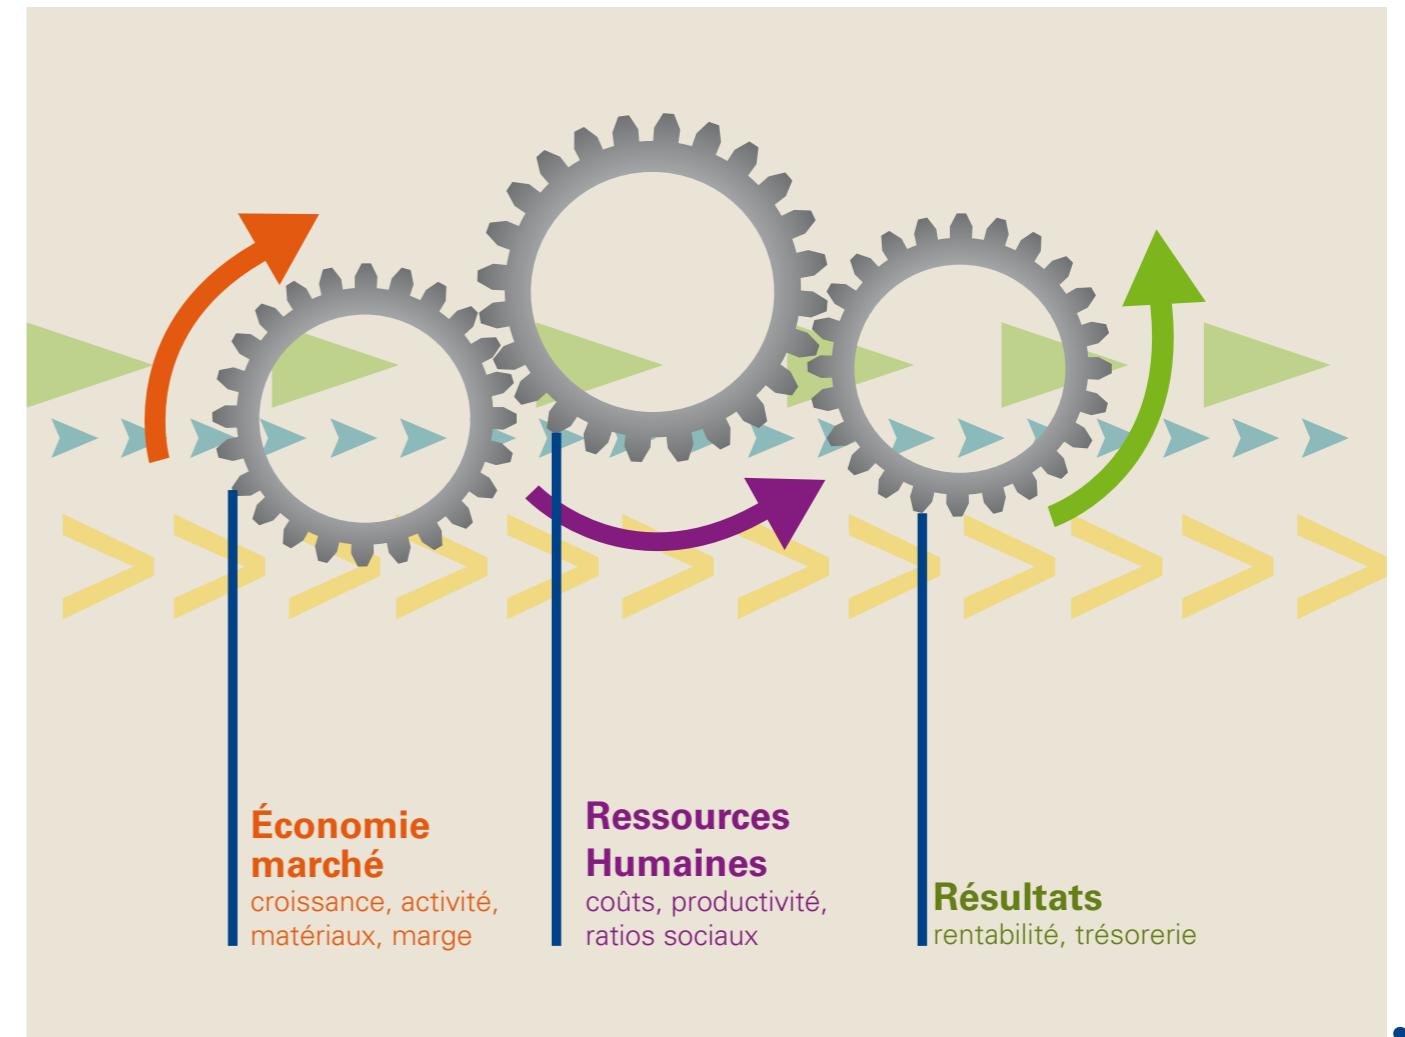 Économie
marché
croissance, activité,
matériaux, marge
Ressources
Humaines
coûts, productivité,
ratios sociaux
Résultats
rentabilité, trésorerie